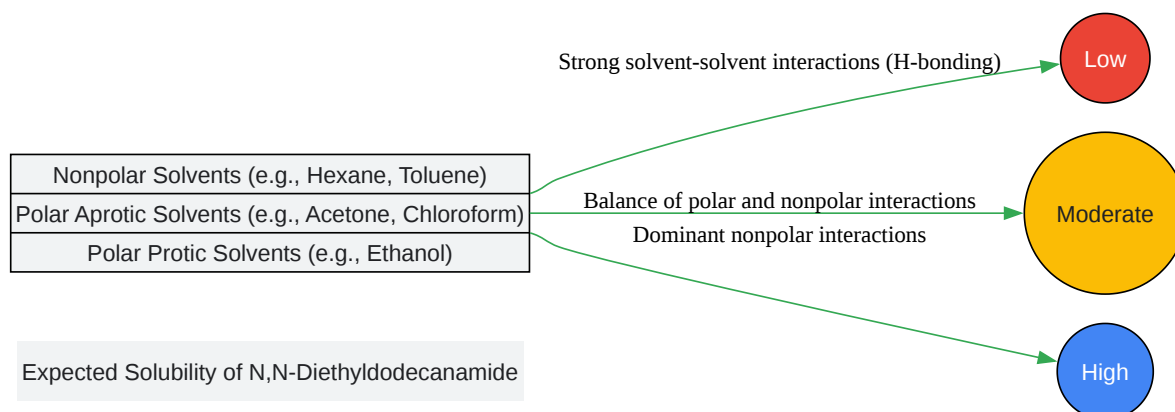 Strong solvent-solvent interactions (H-bonding)
Low
Nonpolar Solvents (e.g., Hexane, Toluene)
Polar Aprotic Solvents (e.g., Acetone, Chloroform)
Polar Protic Solvents (e.g., Ethanol)
Balance of polar and nonpolar interactions
Moderate
Dominant nonpolar interactions
High
Expected Solubility of N,N-Diethyldodecanamide